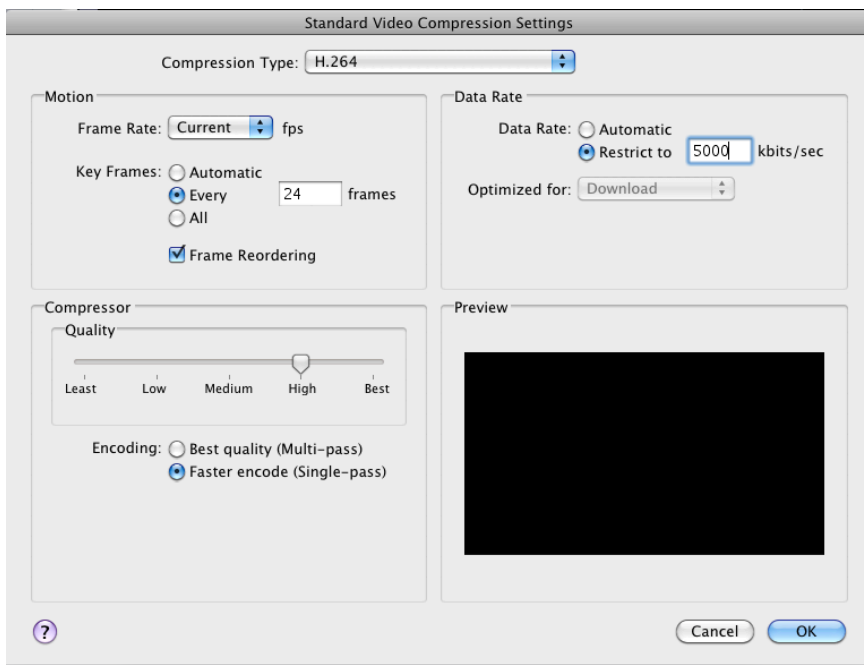 Standard Video Compression Settings
Compression Type: H.264
Motion
Frame Rate: Current fps
Key Frames: Automatic
Every 24 frames
All
Frame Reordering
Data Rate
Data Rate: Automatic
Restrict to 5000 kbits/sec
Optimized for: Download
Compressor
Quality
Least Low Medium High Best
Encoding: Best quality (Multi-pass)
Faster encode (Single-pass)
Preview
?
Cancel OK